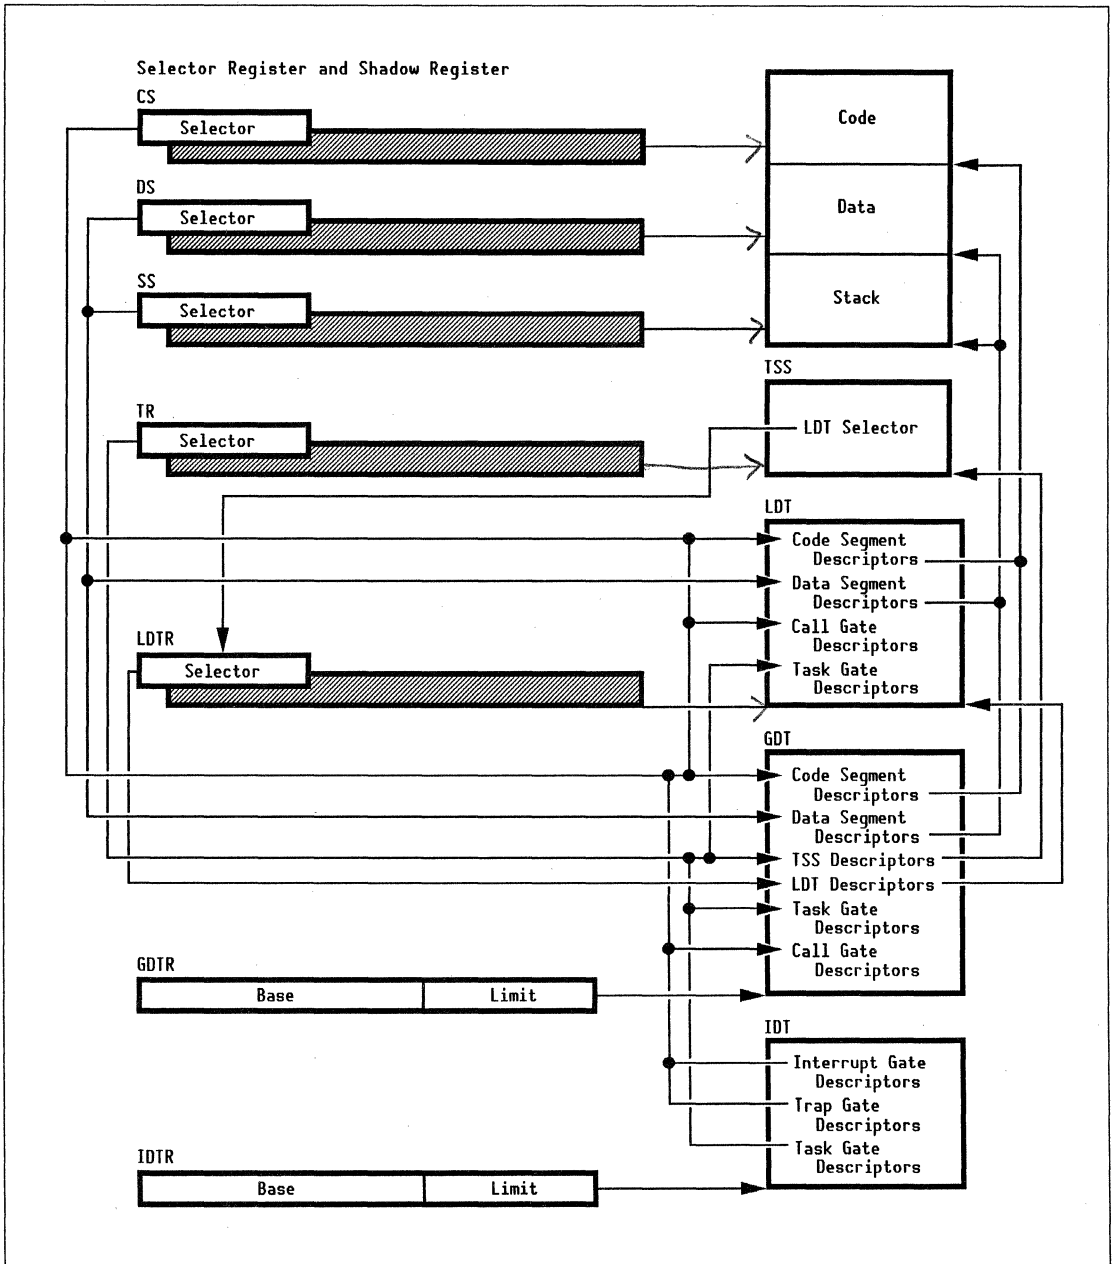 Selector Register and Shadow Register
CS
Selector
Code
DS
Selector
Data
SS
Selector
Stack
TSS
TR
Selector
LDT Selector
LDT
Code Segment
Descriptors
Data Segment
Descriptors
Call Gate
Descriptors
LDTR
Selector
Task Gate
Descriptors
GDT
Code Segment
Descriptors
Data Segment
Descriptors
TSS Descriptors
LDT Descriptors
Task Gate
Descriptors
Call Gate
Descriptors
GDTR
Base Limit
IDT
Interrupt Gate
Descriptors
Trap Gate
Descriptors
Task Gate
Descriptors
IDTR
Base Limit